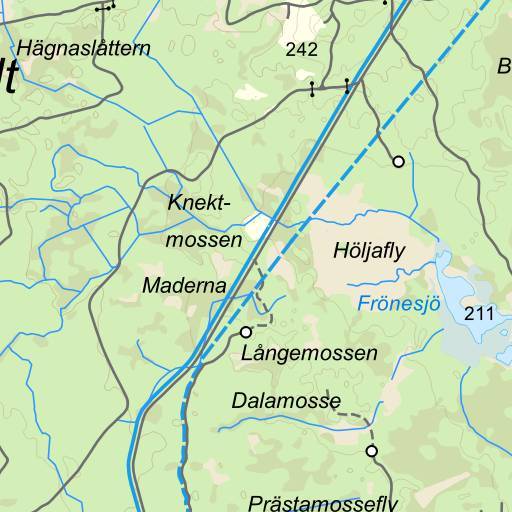 Hägnaslåttern
242
lt
B
Knekt-
mossen
Höljafly
Maderna
Frönesjö
211
Långemossen
Dalamosse
Prästamossefly